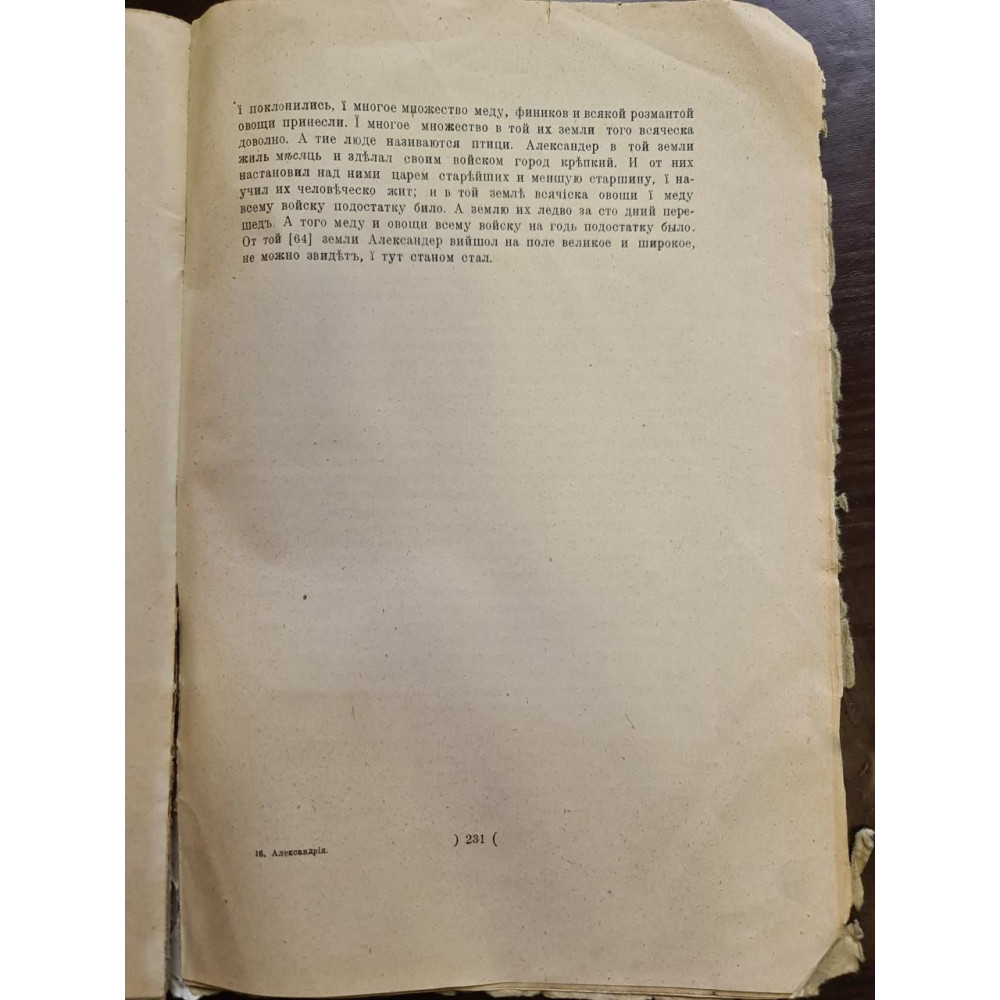 ї поклонились, ї многое множество меду, фиников и всякой розмаитой
овощи принесли. Ї многое множество в той их земли того всяческа
доволно. А тие люде називаются птици. Александер в той земли
жиль мѣсяць и здѣлал своим войском город крѣпкий. И от них
настановил над ними царем старѣйших и меншую старшину, ї на-
учил их человѣческо жит; и в той землѣ всячіска овощи ї меду
всему войску подостатку било. А землю их ледво за сто дний пере-
шедъ. А того меду и овощи всему войску на годь подостатку было.
От той [64] земли Александер вийшол на поле великое и широкое,
не можно звидѣтъ, ї тут станом стал.
) 231 (
16. Александрія.